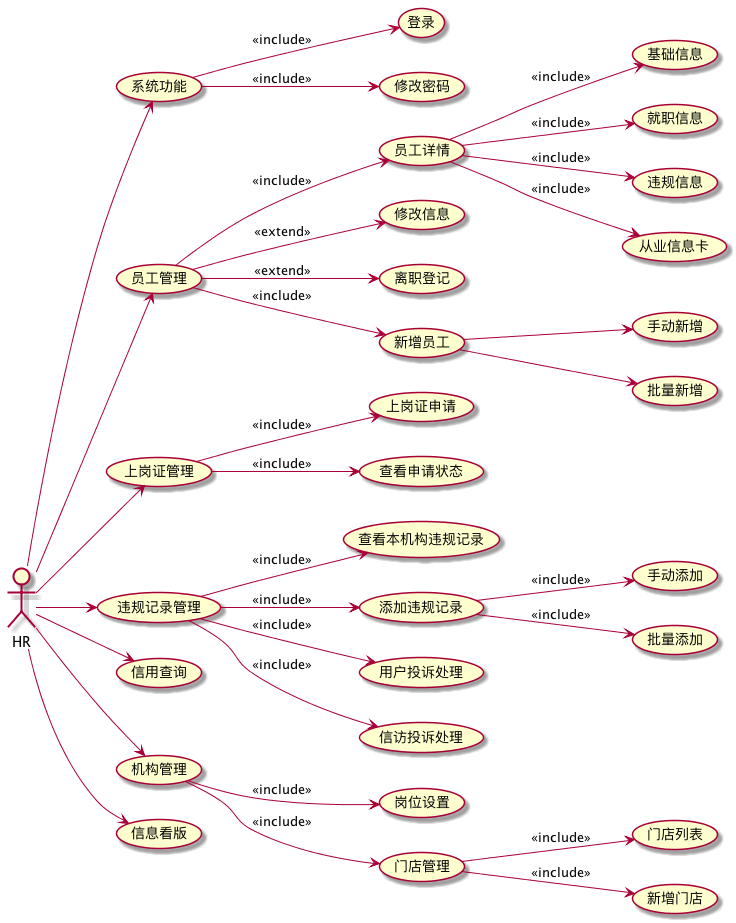 登录
«include»
基础信息
系统功能
«include»
修改密码
«include»
就职信息
«include»
员工详情
«include»
违规信息
«include»
«include»
修改信息
«extend»
从业信息卡
员工管理
«extend»
离职登记
«include»
手动新增
新增员工
批量新增
上岗证申请
«include»
上岗证管理
«include»
查看申请状态
查看本机构违规记录
«include»
手动添加
«include»
违规记录管理
«include»
添加违规记录
«include»
批量添加
«include»
HR
信用查询
«include»
用户投诉处理
信访投诉处理
机构管理
«include»
岗位设置
信息看版
«include»
«include»
门店列表
门店管理
«include»
新增门店